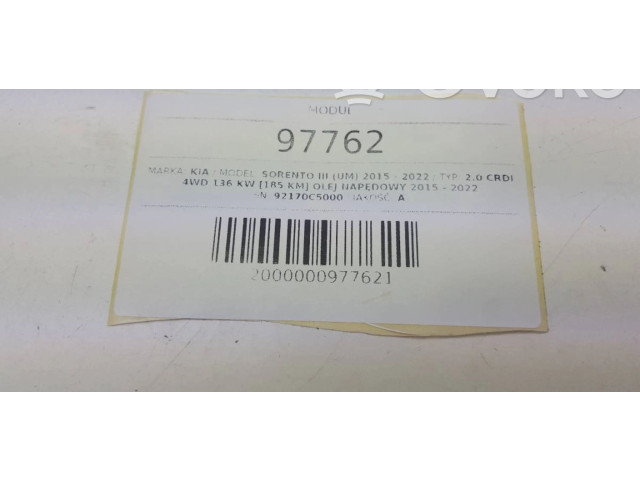 MODUŁ
97762
MARKA: KIA / MODEL: SORENTO III (UM) 2015 - 2022 / TYP: 2.0 CRDI
4WD 136 KW [185 KM] OLEJ NAPĘDOWY 2015 - 2022
SN: 92170C5000 JAKOŚĆ: A
2000000977621